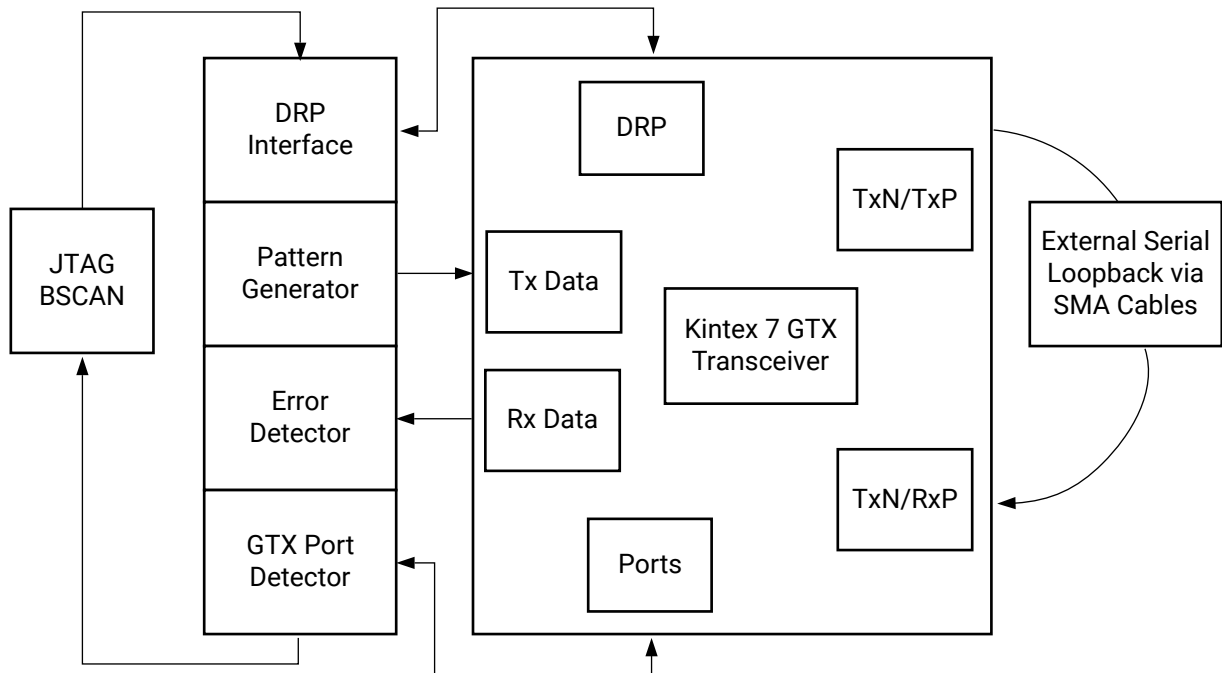 JTAG
BSCAN
DRP
Interface
Pattern
Generator
Error
Detector
GTX Port
Detector
DRP
TxN/TxP
Tx Data
Kintex 7 GTX
Transceiver
Rx Data
TxN/RxP
Ports
External Serial
Loopback via
SMA Cables